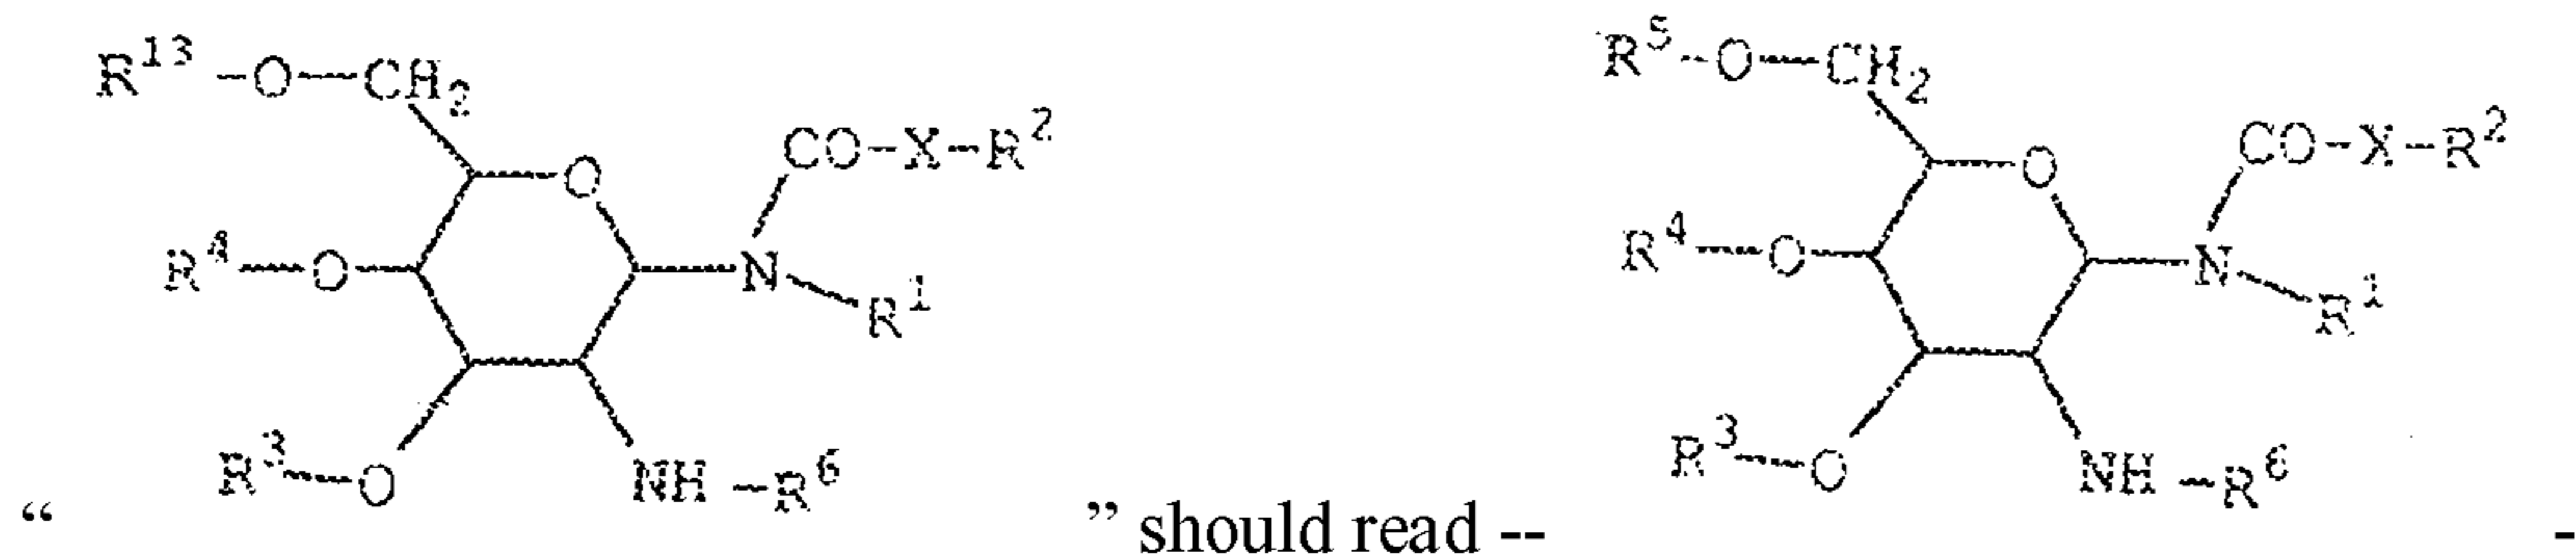 R¹³-O-CH₂ R⁵-O-CH₂
CO-X-R² CO-X-R²
O O
R⁴-O N R⁴-O N
R¹ R¹
R³-O NH-R⁶ R³-O NH-R⁶
“ ” should read -- -